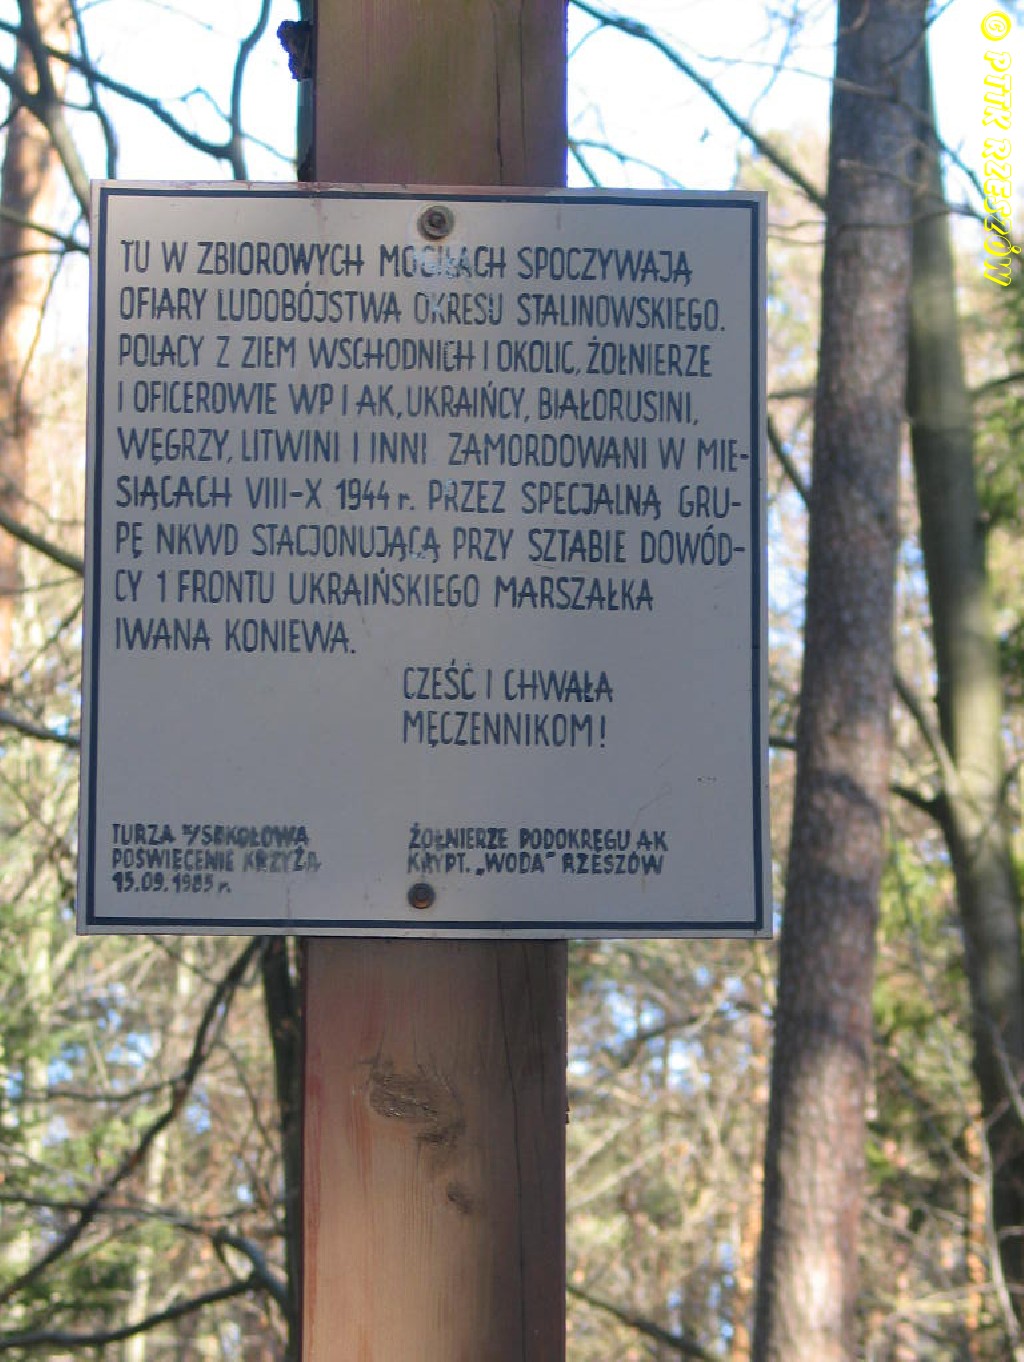 TU W ZBIOROWYCH MOGIŁACH SPOCZYWAJĄ
OFIARY LUDOBÓJSTWA OKRESU STALINOWSKIEGO.
POLACY Z ZIEM WSCHODNICH I OKOLIC, ŻOŁNIERZE
I OFICEROWIE WP I AK, UKRAIŃCY, BIAŁORUSINI,
WĘGRZY, LITWINI I INNI ZAMORDOWANI W MIE-
SIĄCACH VIII-X 1944 r. PRZEZ SPECJALNĄ GRU-
PĘ NKWD STACJONUJĄCĄ PRZY SZTABIE DOWÓD-
CY 1 FRONTU UKRAIŃSKIEGO MARSZAŁKA
IWANA KONIEWA.
CZEŚĆ I CHWAŁA
MĘCZENNIKOM!
TURZA K/SOKOŁOWA
POŚWIĘCENIE KRZYŻA
15.09.1985 r.
ŻOŁNIERZE PODOKRĘGU AK
KRYPT. „WODA" RZESZÓW
© PTTK RZESZÓW